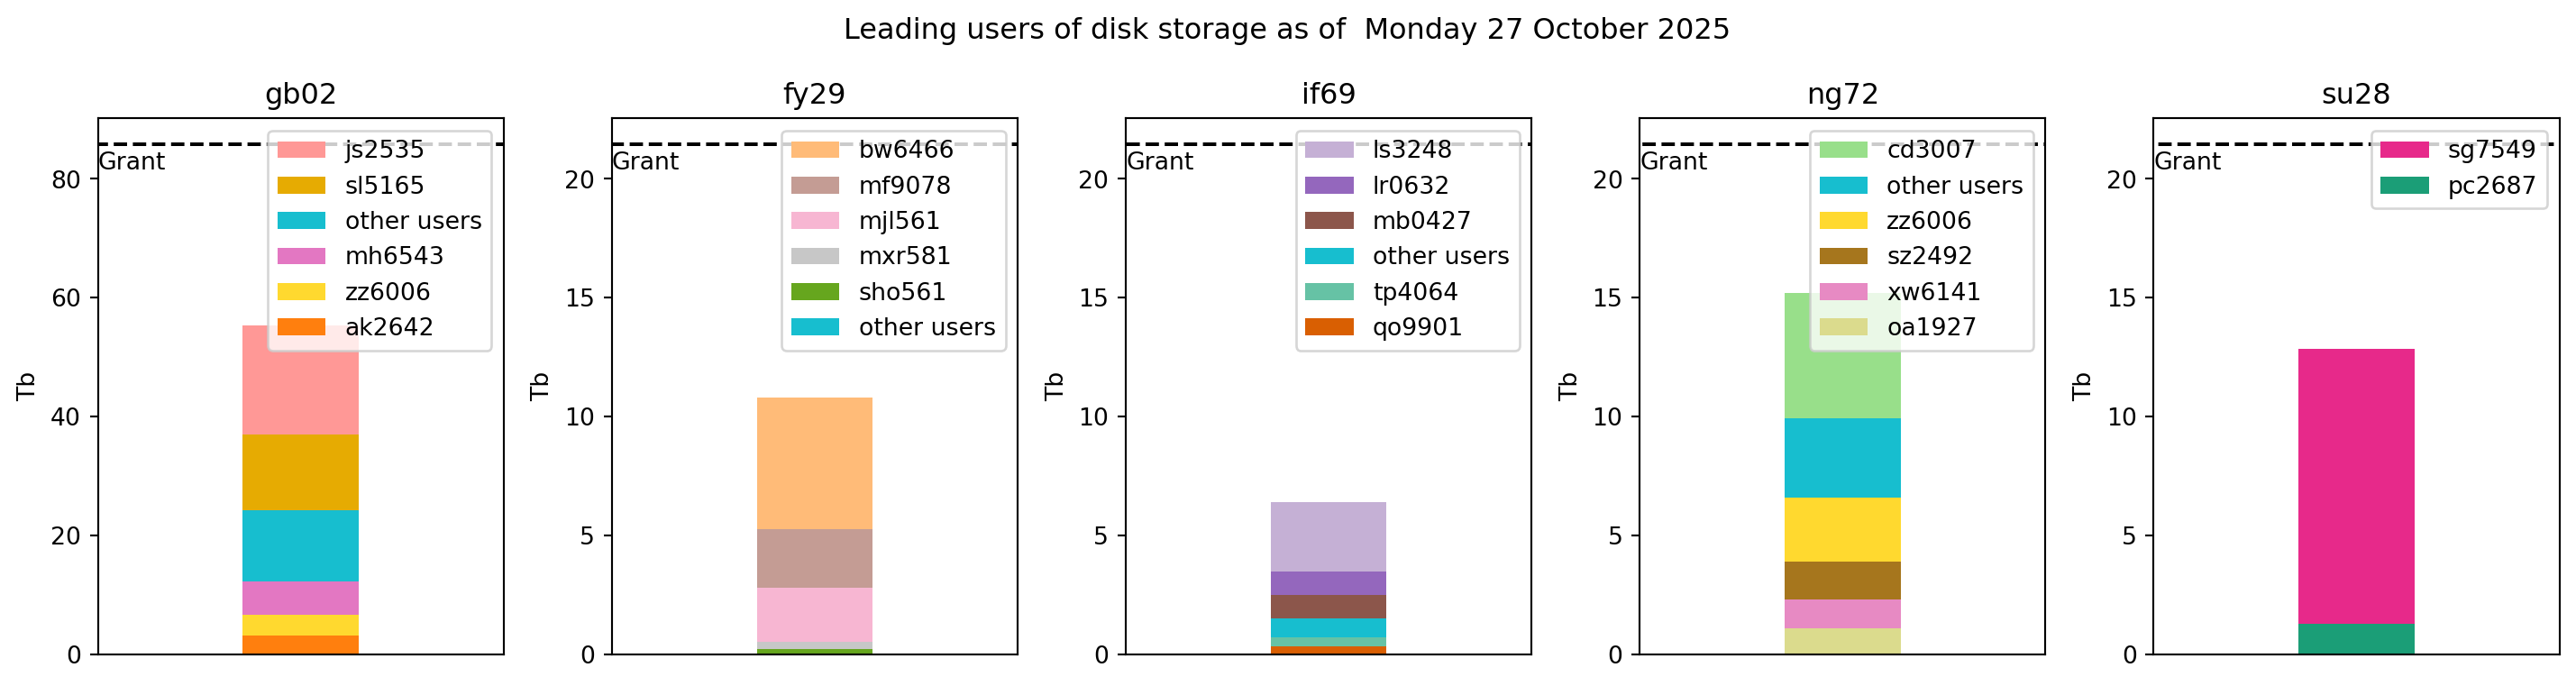 Leading users of disk storage as of  Monday 27 October 2025
gb02
Grant
js2535
sl5165
other users
mh6543
zz6006
ak2642
80
60
40
20
0
Tb
fy29
Grant
bw6466
mf9078
mjl561
mxr581
sho561
other users
20
15
10
5
0
Tb
if69
Grant
ls3248
lr0632
mb0427
other users
tp4064
qo9901
20
15
10
5
0
Tb
ng72
Grant
cd3007
other users
zz6006
sz2492
xw6141
oa1927
20
15
10
5
0
Tb
su28
Grant
sg7549
pc2687
20
15
10
5
0
Tb